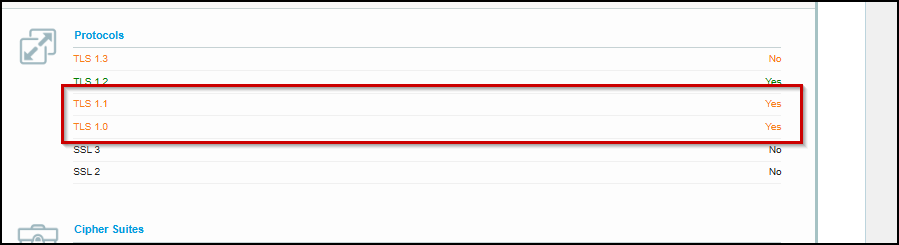 Protocols
TLS 1.3 No
TLS 1.2 Yes
TLS 1.1 Yes
TLS 1.0 Yes
SSL 3 No
SSL 2 No
Cipher Suites